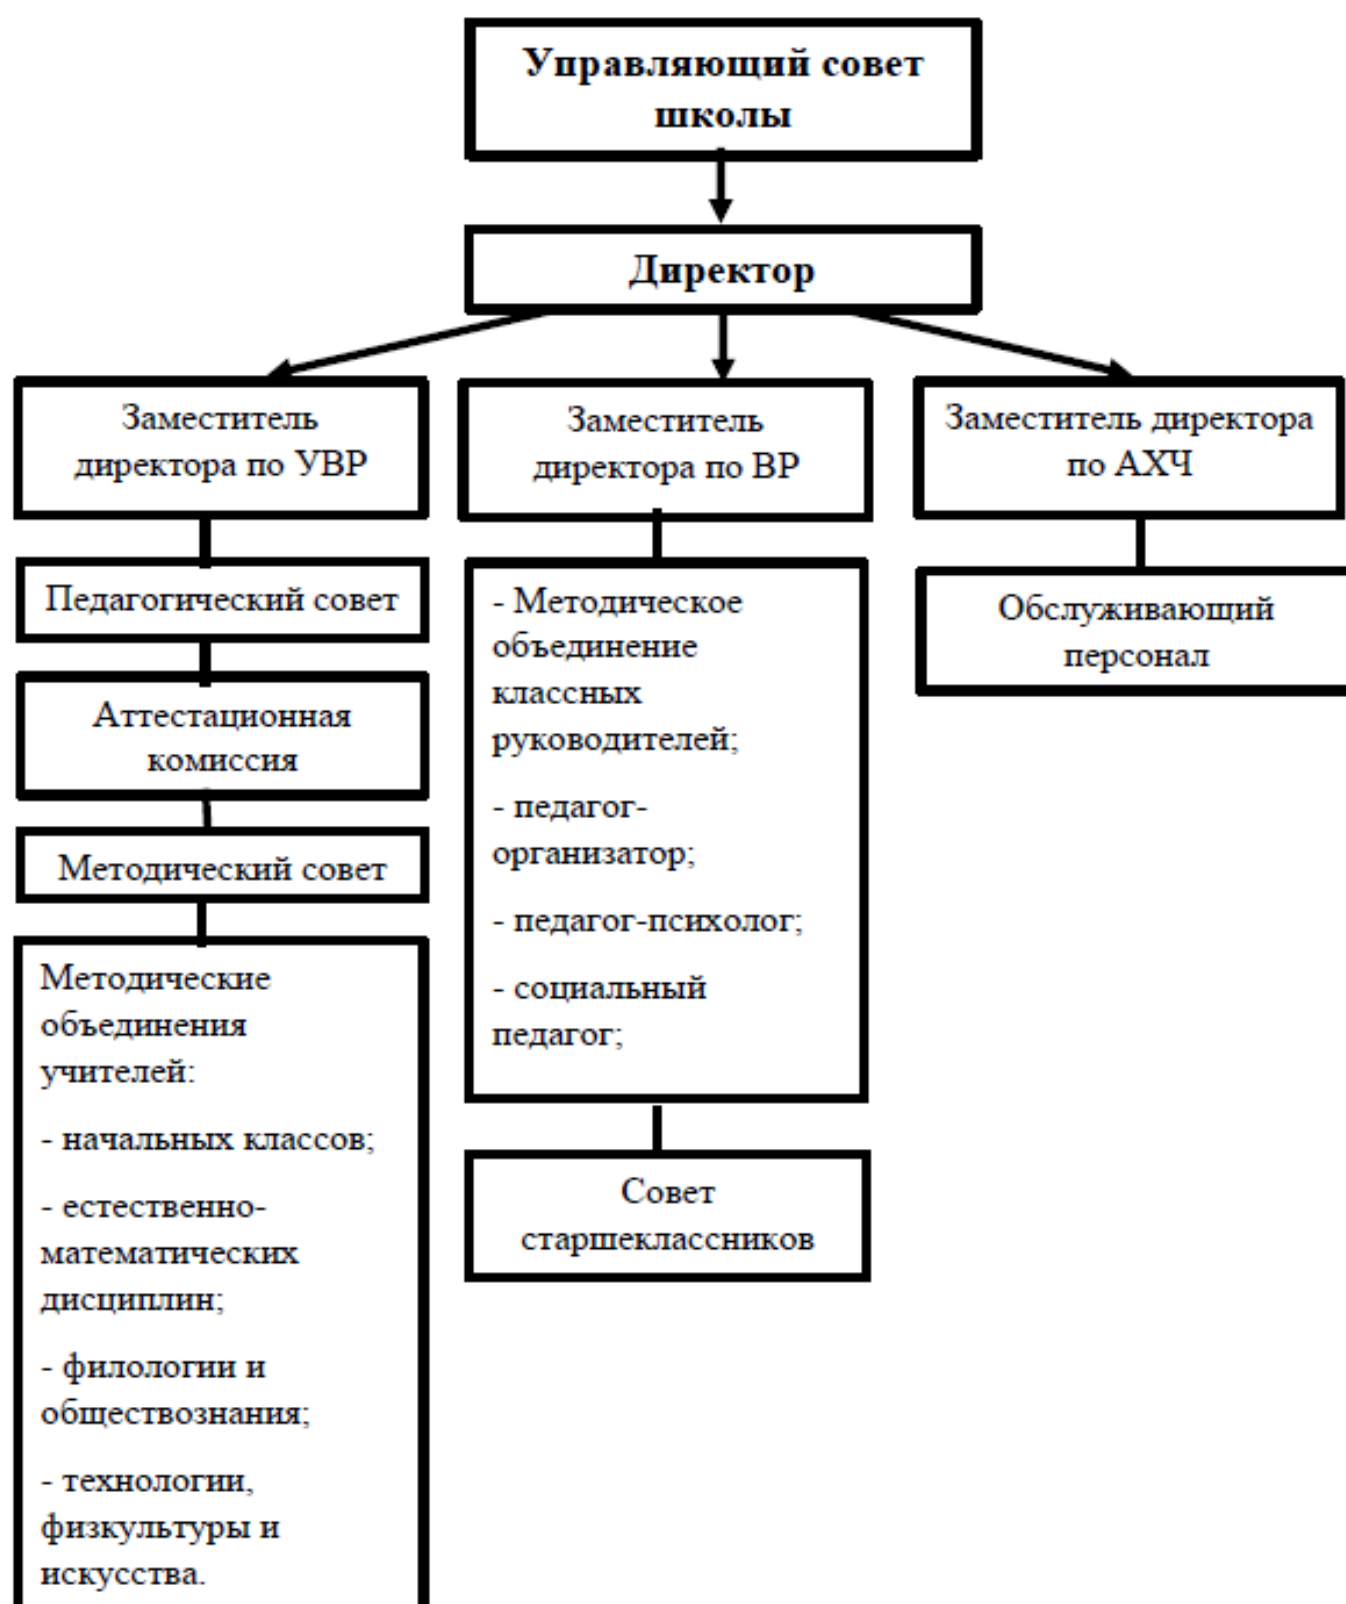 Управляющий совет
школы
Директор
Заместитель
директора по УВР
Заместитель
директора по ВР
Заместитель директора
по АХЧ
Педагогический совет
Аттестационная
комиссия
Методический совет
Методические
объединения
учителей:
- начальных классов;
- естественно-
математических
дисциплин;
- филологии и
обществознания;
- технологии,
физкультуры и
искусства.
- Методическое
объединение
классных
руководителей;
- педагог-
организатор;
- педагог-психолог;
- социальный
педагог;
Совет
старшеклассников
Обслуживающий
персонал